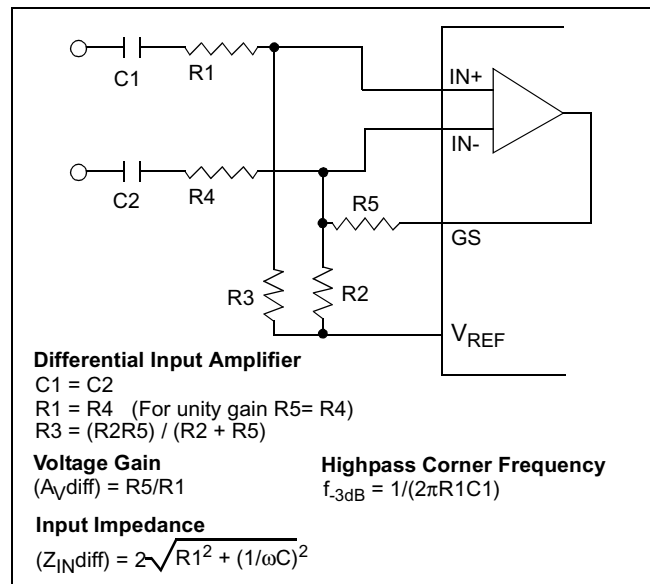 C1
R1
IN+
IN-
C2
R4
R5
GS
R3
R2
VREF
Differential Input Amplifier
C1 = C2
R1 = R4 (For unity gain R5= R4)
R3 = (R2R5) / (R2 + R5)
Voltage Gain
(AVdiff) = R5/R1
Highpass Corner Frequency
f-3dB = 1/(2πR1C1)
Input Impedance
(ZINdiff) = 2√R1² + (1/ωC)²